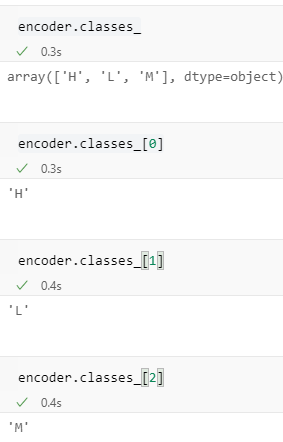 encoder.classes_
✓ 0.3s
array(['H', 'L', 'M'], dtype=object)
encoder.classes_[0]
✓ 0.3s
'H'
encoder.classes_[1]
✓ 0.4s
'L'
encoder.classes_[2]
✓ 0.4s
'M'